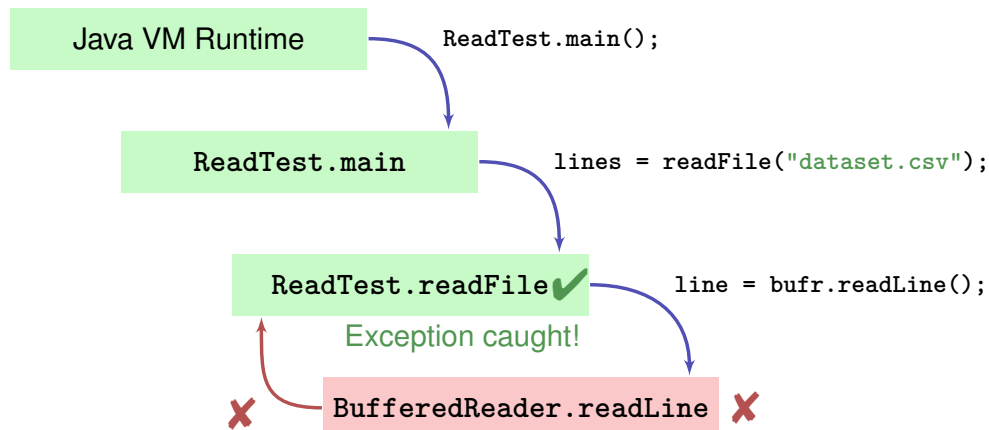 Java VM Runtime
ReadTest.main();
ReadTest.main
lines = readFile("dataset.csv");
ReadTest.readFile
line = bufr.readLine();
Exception caught!
BufferedReader.readLine